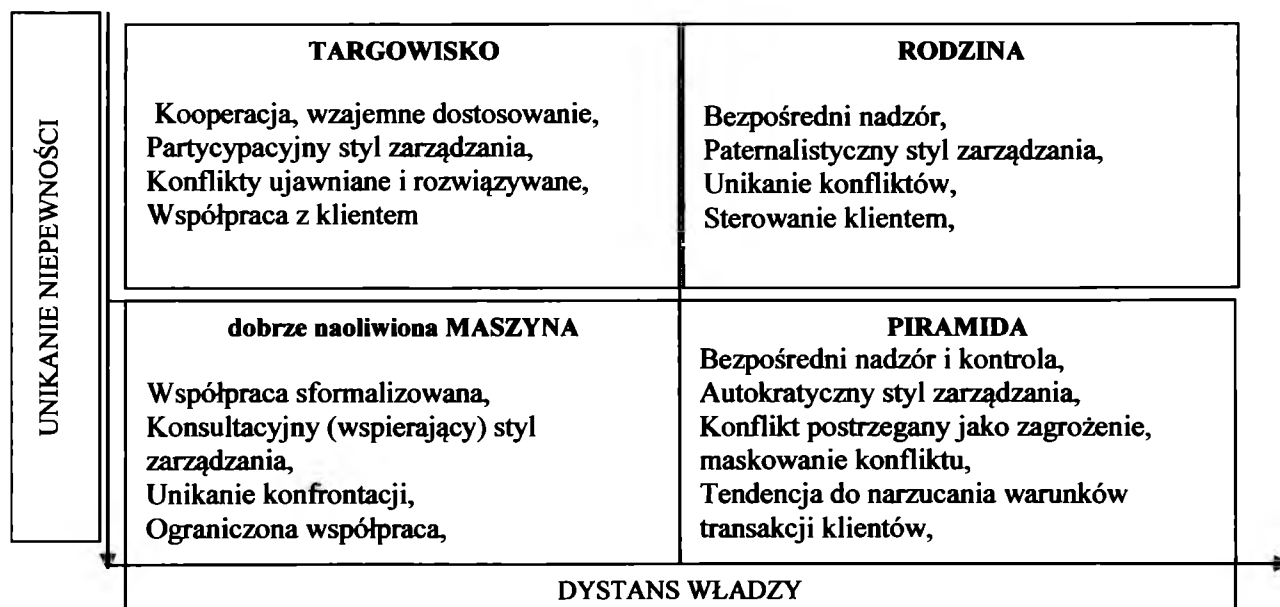 UNIKANIE NIEPEWNOŚCI
TARGOWISKO
Kooperacja, wzajemne dostosowanie,
Partycypacyjny styl zarządzania,
Konflikty ujawniane i rozwiązywane,
Współpraca z klientem
RODZINA
Bezpośredni nadzór,
Paternalistyczny styl zarządzania,
Unikanie konfliktów,
Sterowanie klientem,
dobrze naoliwiona MASZYNA
Współpraca sformalizowana,
Konsultacyjny (wspierający) styl
zarządzania,
Unikanie konfrontacji,
Ograniczona współpraca,
PIRAMIDA
Bezpośredni nadzór i kontrola,
Autokratyczny styl zarządzania,
Konflikt postrzegany jako zagrożenie,
maskowanie konfliktu,
Tendencja do narzucania warunków
transakcji klientów,
DYSTANS WŁADZY